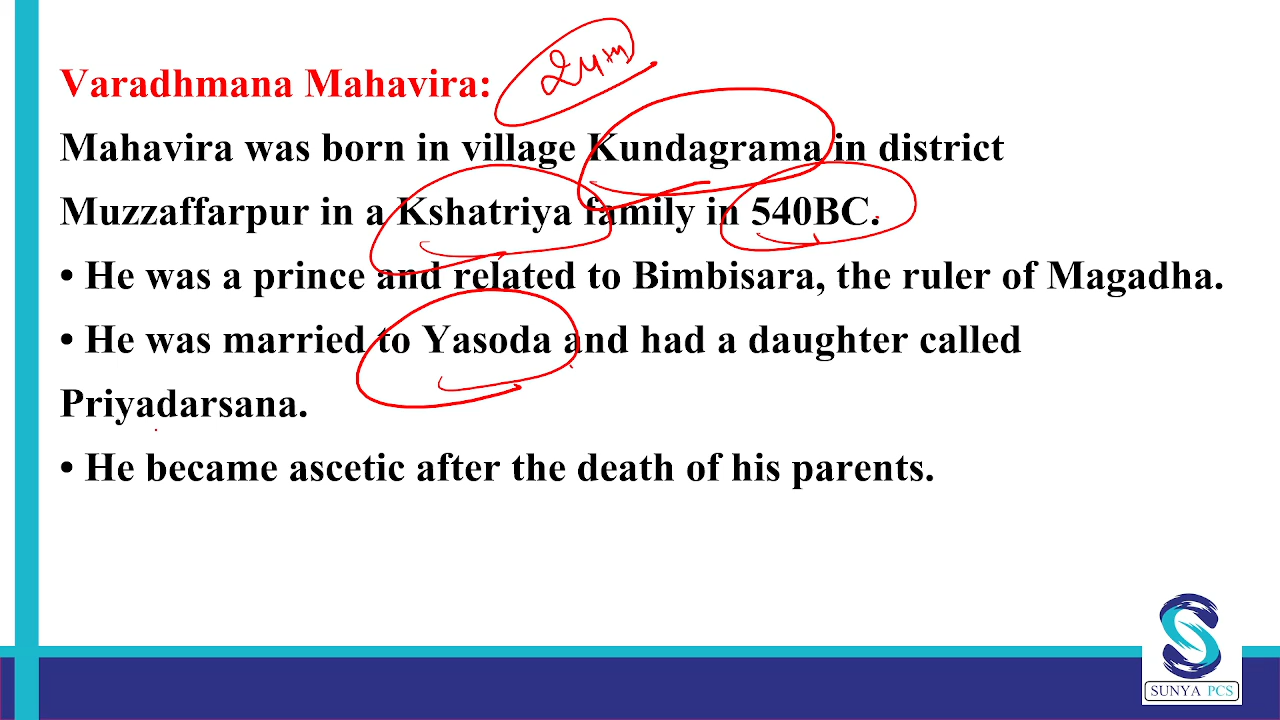 Varadhmana Mahavira:
24th
Mahavira was born in village Kundagrama in district
Muzzaffarpur in a Kshatriya family in 540BC.
• He was a prince and related to Bimbisara, the ruler of Magadha.
• He was married to Yasoda and had a daughter called
Priyadarsana.
• He became ascetic after the death of his parents.
SUNYA PCS